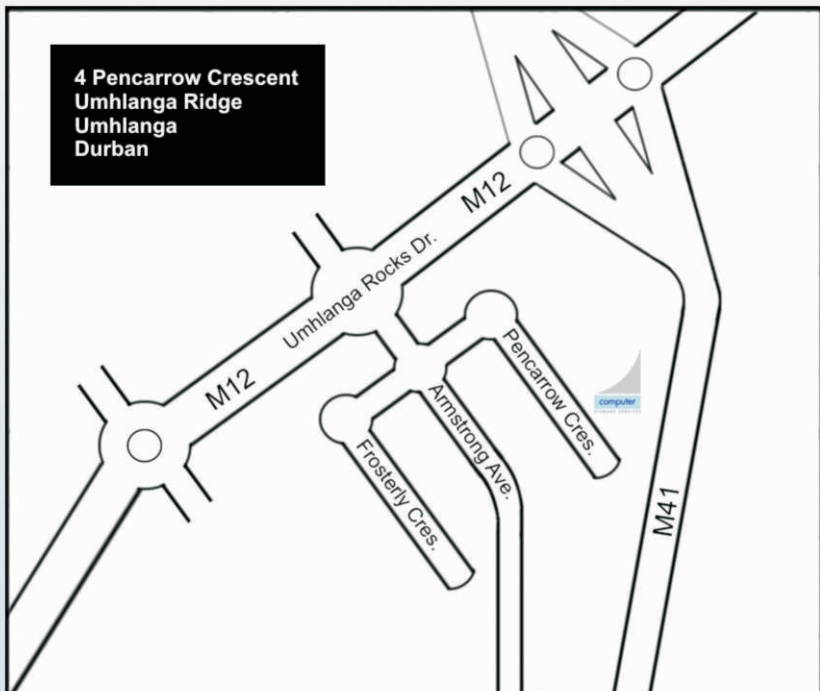 4 Pencarrow Crescent
Umhlanga Ridge
Umhlanga
Durban
M12
Umhlanga Rocks Dr.
M12
Pencarrow Cres.
computer
Armstrong Ave.
Frosterly Cres.
M41